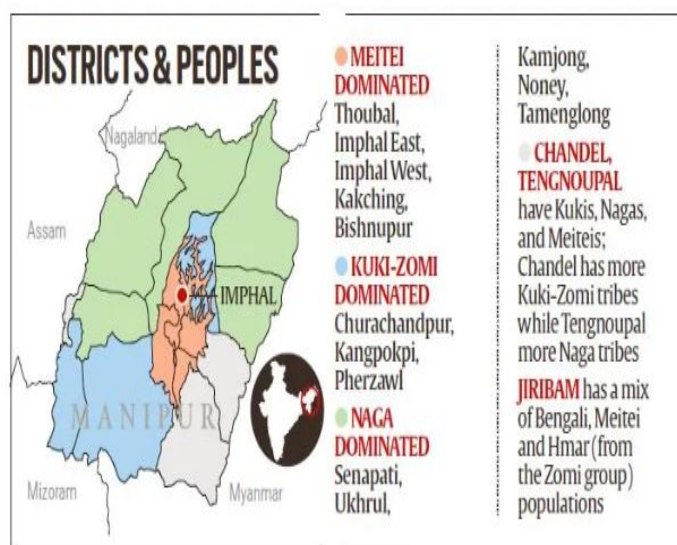 DISTRICTS & PEOPLES
Nagaland
Assam
IMPHAL
MANIPUR
Mizoram
Myanmar
MEITEI
DOMINATED
Thoubal,
Imphal East,
Imphal West,
Kakching,
Bishnupur
KUKI-ZOMI
DOMINATED
Churachandpur,
Kangpokpi,
Pherzawl
NAGA
DOMINATED
Senapati,
Ukhrul,
Kamjong,
Noney,
Tamenglong
CHANDEL,
TENGNOUPAL
have Kukis, Nagas,
and Meiteis;
Chandel has more
Kuki-Zomi tribes
while Tengnoupal
more Naga tribes
JIRIBAM has a mix
of Bengali, Meitei
and Hmar (from
the Zomi group)
populations